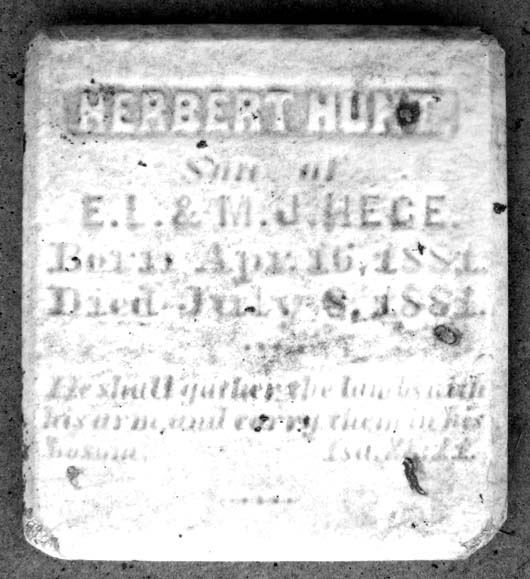 HERBERT HUNT,
Son of
E. L. & M. J. HEGE.
Born Apr. 16, 1881.
Died July 8, 1881.
He shall gather the lambs with
his arm, and carry them in his
bosom. Isa.